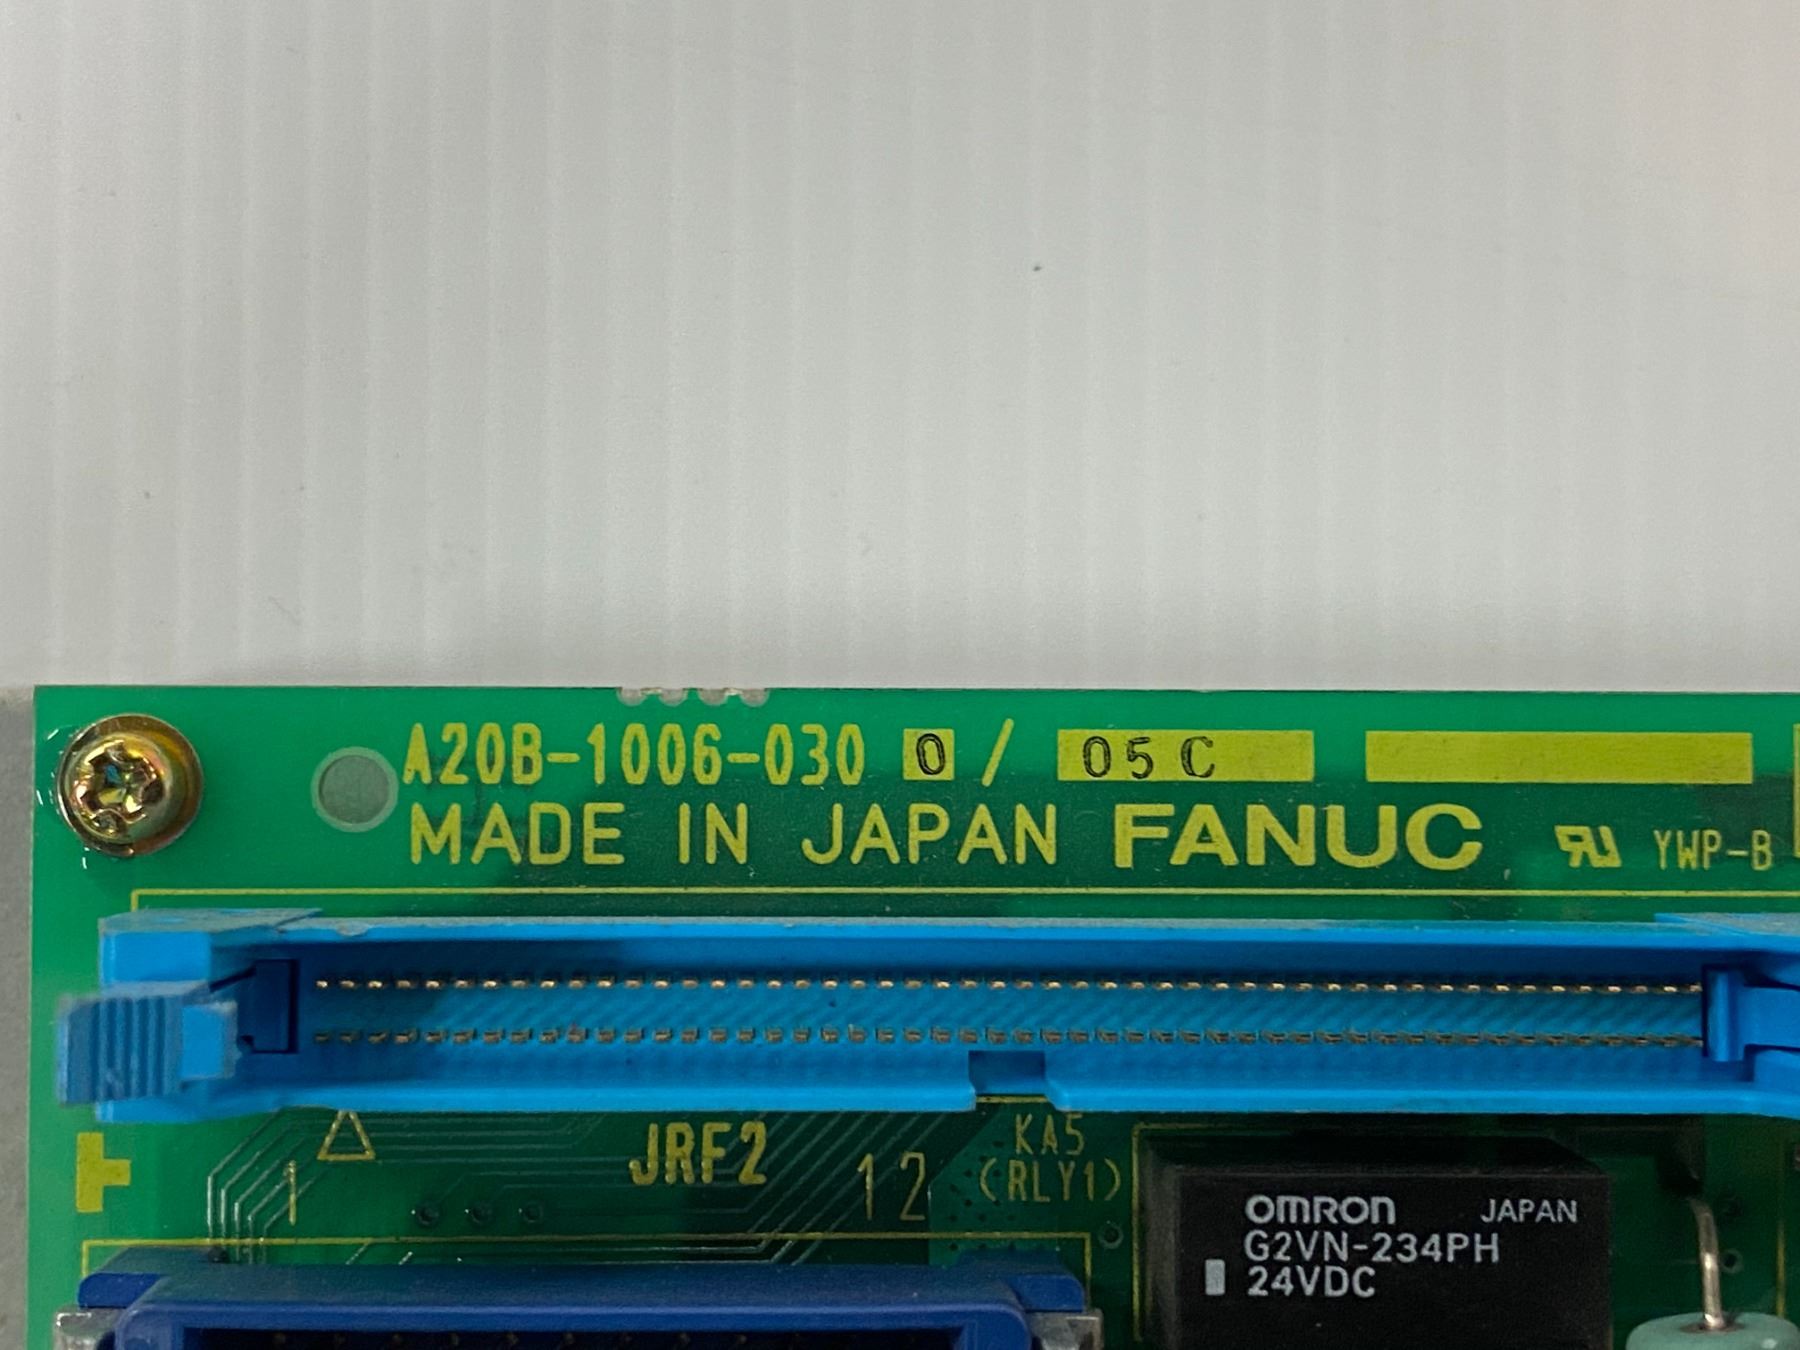 A20B-1006-030 0 / 05C
MADE IN JAPAN FANUC YWP-B
JRF2
1
12
KA5
(RLY1)
omron JAPAN
G2VN-234PH
24VDC